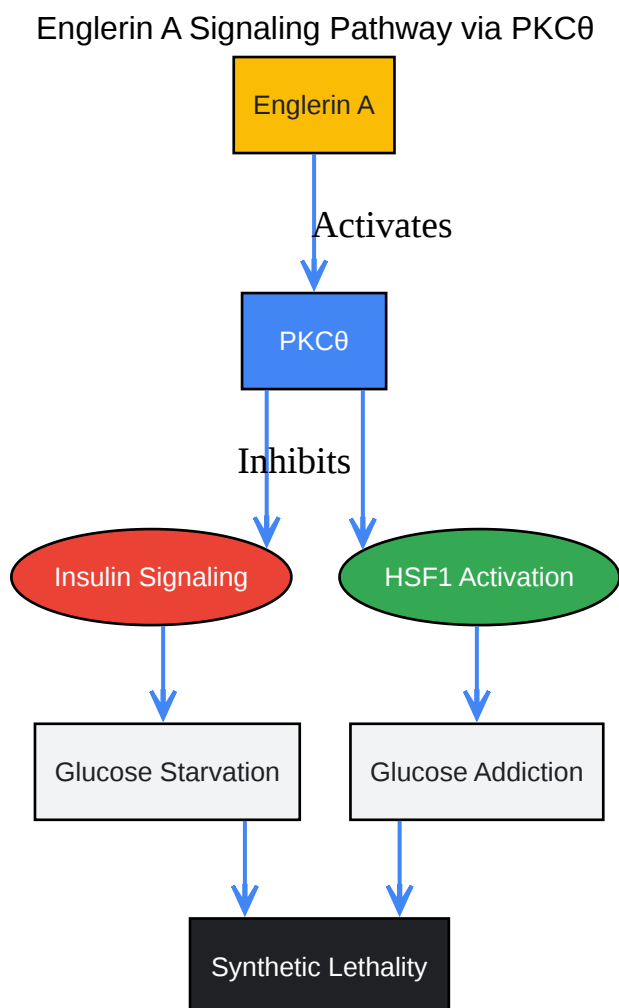 Englerin A Signaling Pathway via PKCθ
Englerin A
Activates
PKCθ
Inhibits
Insulin Signaling
HSF1 Activation
Glucose Starvation
Glucose Addiction
Synthetic Lethality